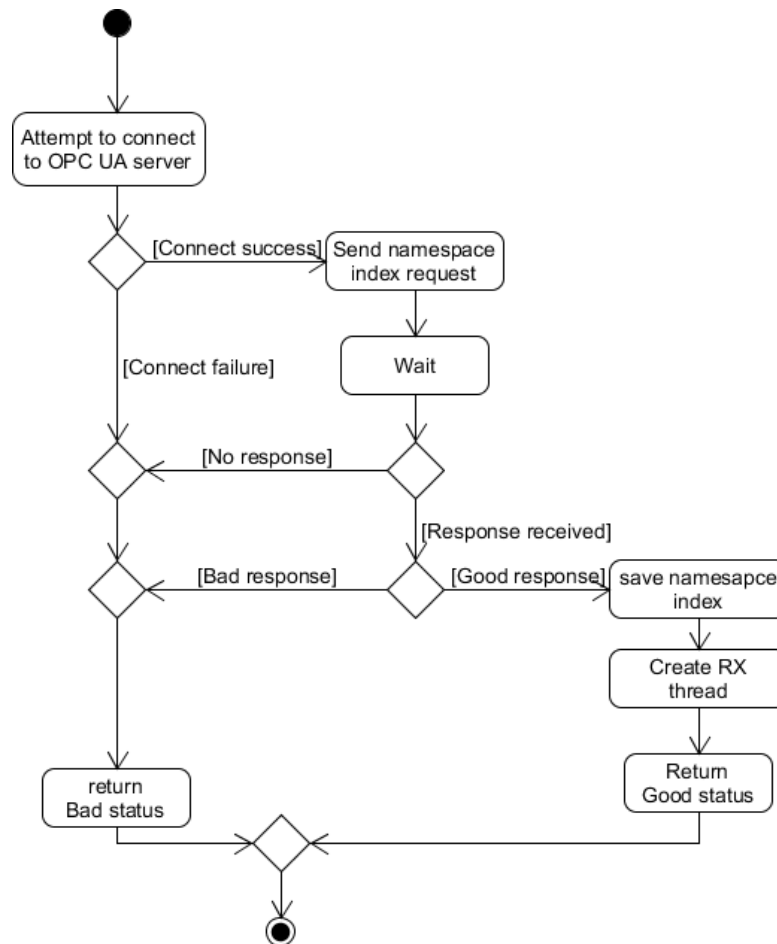 Attempt to connect
to OPC UA server
[Connect success]
Send namespace
index request
[Connect failure]
Wait
[No response]
[Response received]
[Bad response]
[Good response]
save namesapce
index
Create RX
thread
return
Bad status
Return
Good status